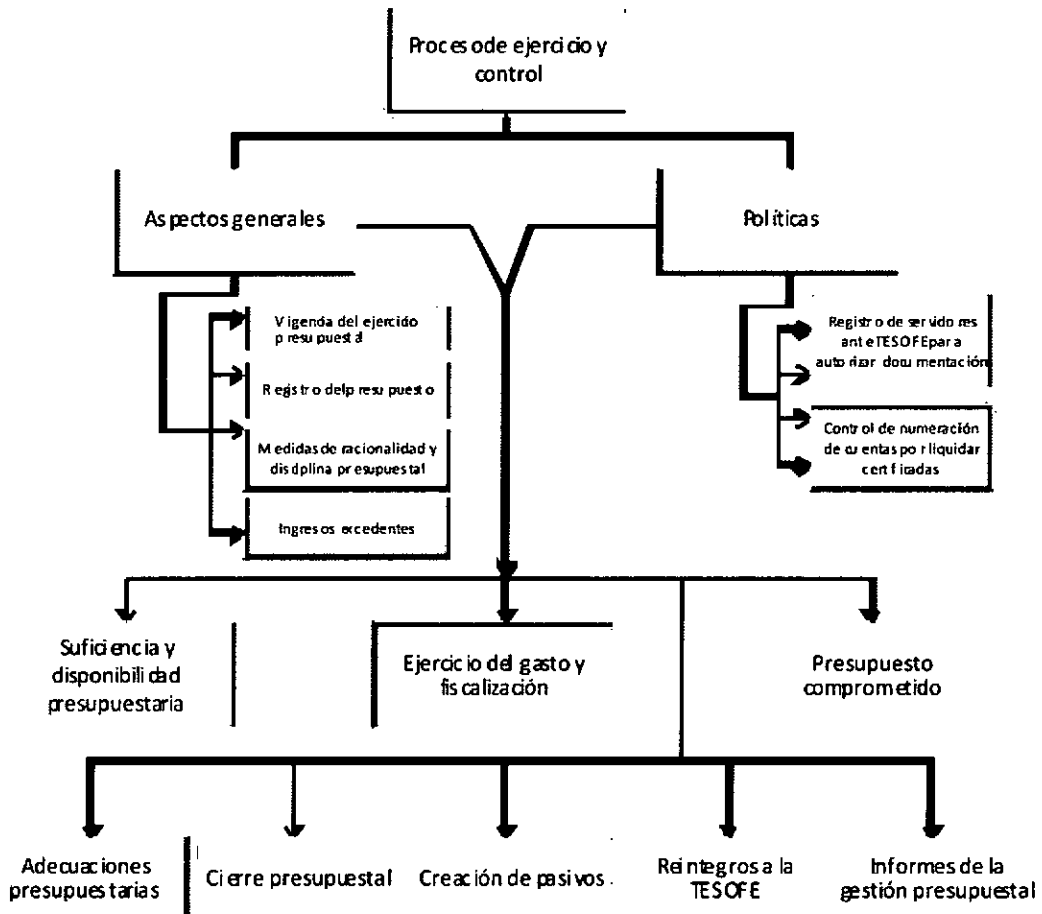 Proceso de ejercicio y
control
Aspectos generales
Políticas
Vigencia del ejercicio
presupuestal
Registro del presupuesto
Medidas de racionalidad y
disciplina presupuestal
Ingresos excedentes
Registro de servidores
ante TESOFE para
autorizar documentación
Control de numeración
de cuentas por liquidar
certificadas
Suficiencia y
disponibilidad
presupuestaria
Ejercicio del gasto y
fiscalización
Presupuesto
comprometido
Adecuaciones
presupuestarias
Cierre presupuestal
Creación de pasivos.
Reintegros a la
TESOFE
Informes de la
gestión presupuestal